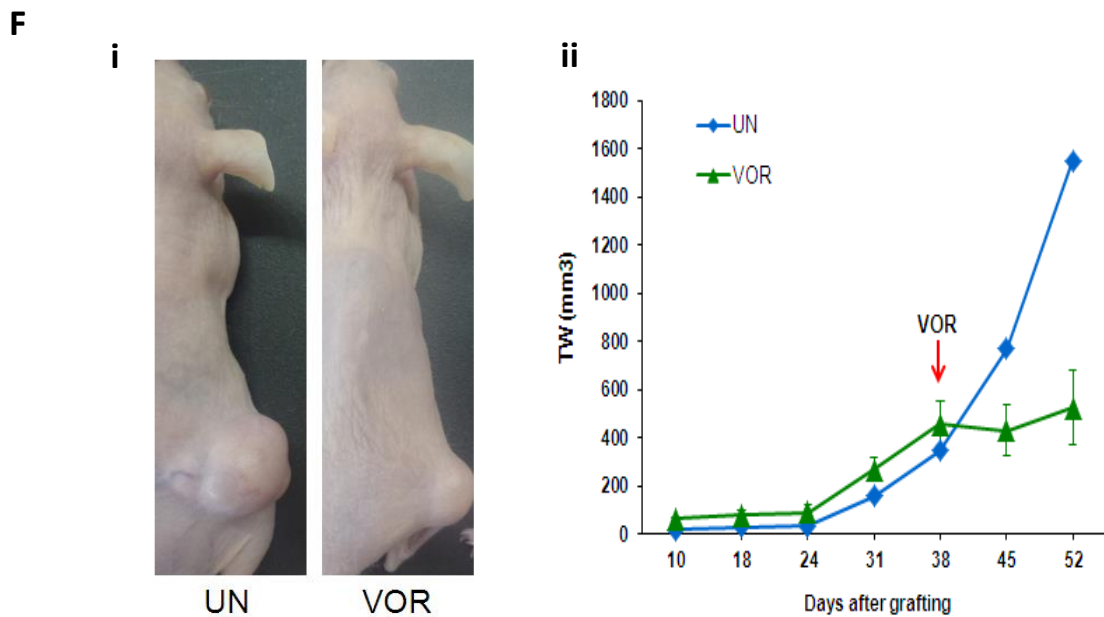 F
i
UN
VOR
ii
1800
1600
1400
1200
1000
800
600
400
200
0
TW (mm3)
UN
VOR
VOR
10 18 24 31 38 45 52
Days after grafting